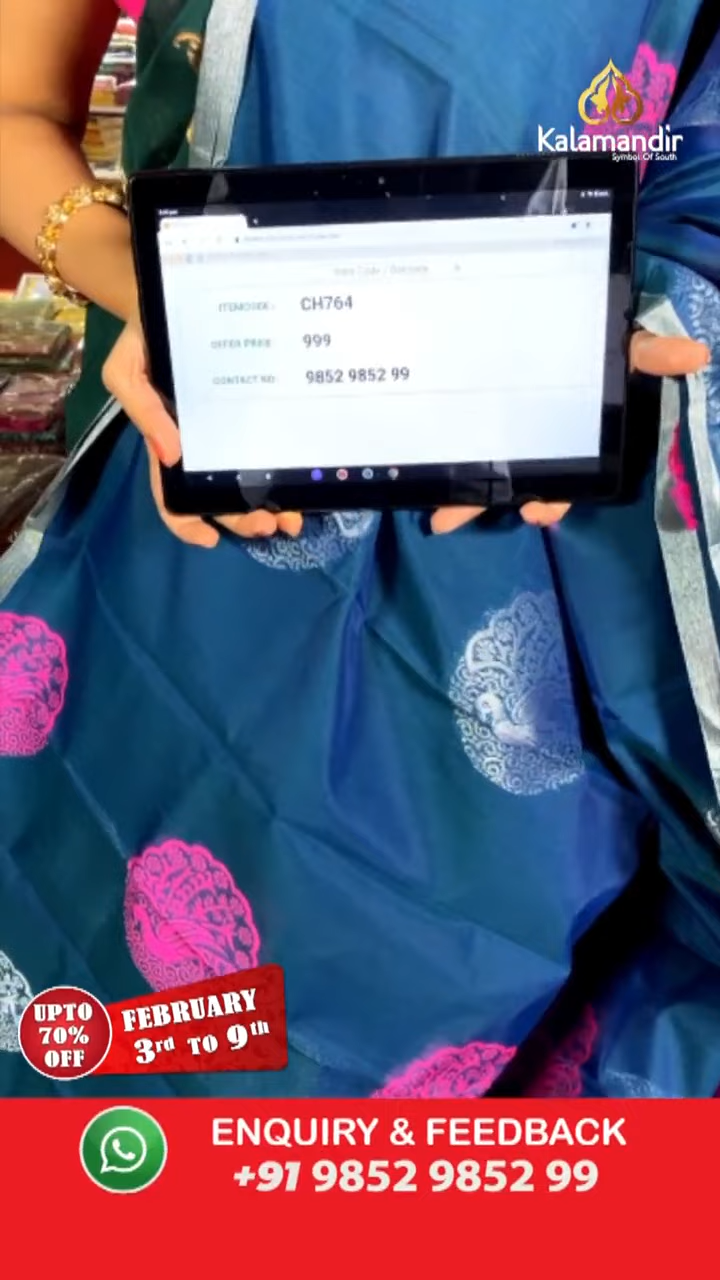 Kalamandir
Symbol Of South
ITEMCODE:
CH764
OFFER PRICE:
999
CONTACT NO:
9852 9852 99
UPTO
70%
OFF
FEBRUARY
3rd TO 9th
ENQUIRY & FEEDBACK
+91 9852 9852 99